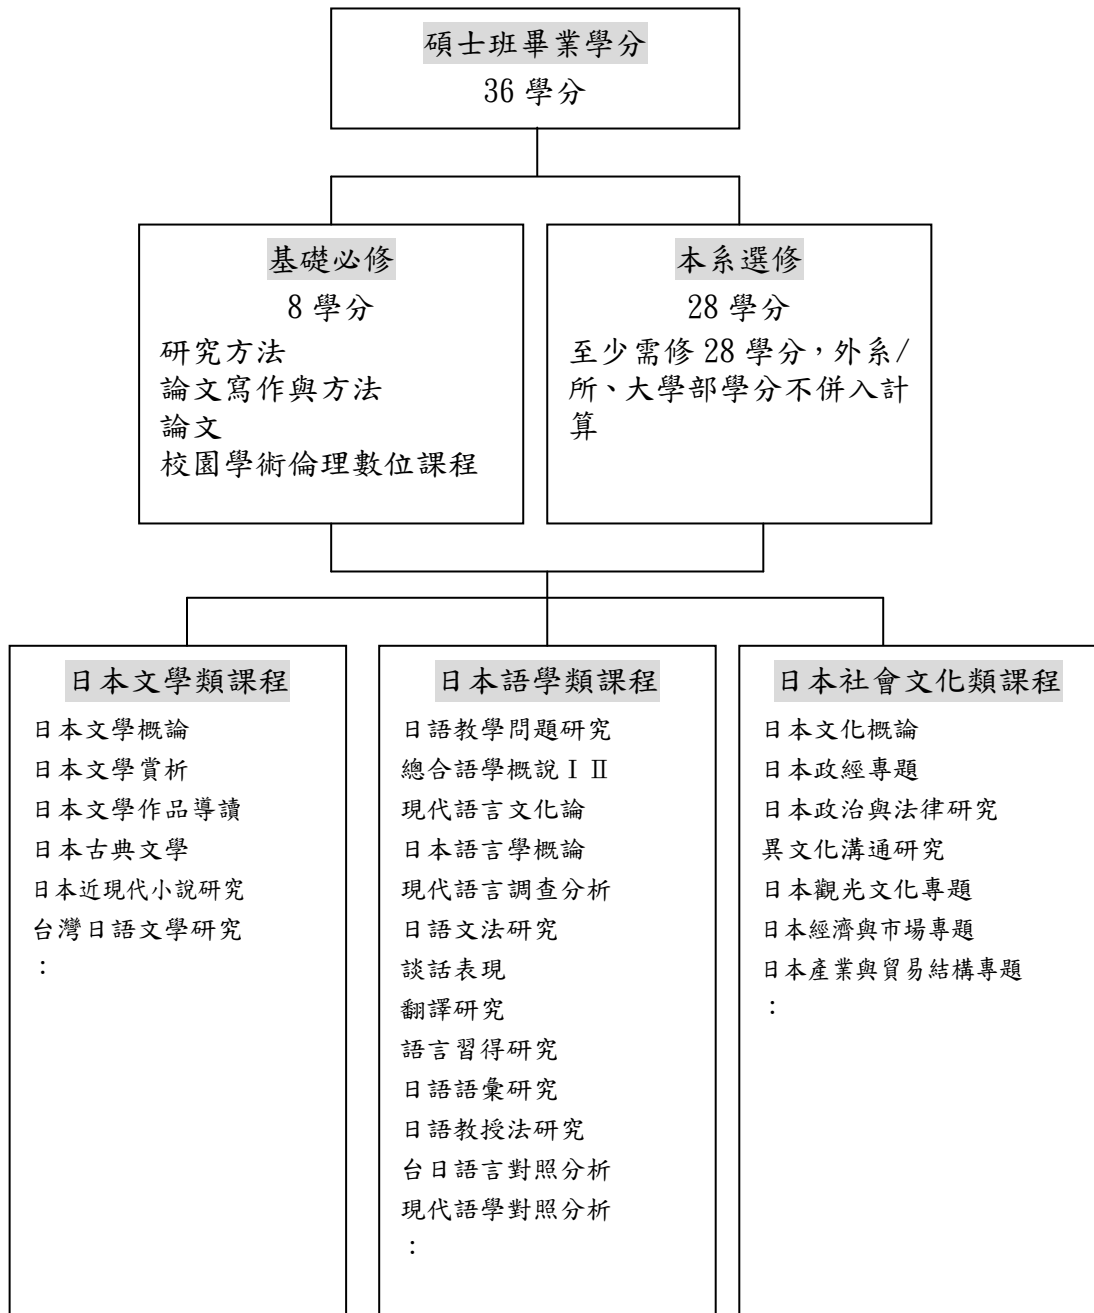 碩士班畢業學分
36 學分
基礎必修
8 學分
研究方法
論文寫作與方法
論文
校園學術倫理數位課程
本系選修
28 學分
至少需修 28 學分，外系/
所、大學部學分不併入計
算
日本文學類課程
日本文學概論
日本文學賞析
日本文學作品導讀
日本古典文學
日本近現代小說研究
台灣日語文學研究
：
日本語學類課程
日語教學問題研究
總合語學概說ⅠⅡ
現代語言文化論
日本語言學概論
現代語言調查分析
日語文法研究
談話表現
翻譯研究
語言習得研究
日語語彙研究
日語教授法研究
台日語言對照分析
現代語學對照分析
：
日本社會文化類課程
日本文化概論
日本政經專題
日本政治與法律研究
異文化溝通研究
日本觀光文化專題
日本經濟與市場專題
日本產業與貿易結構專題
：